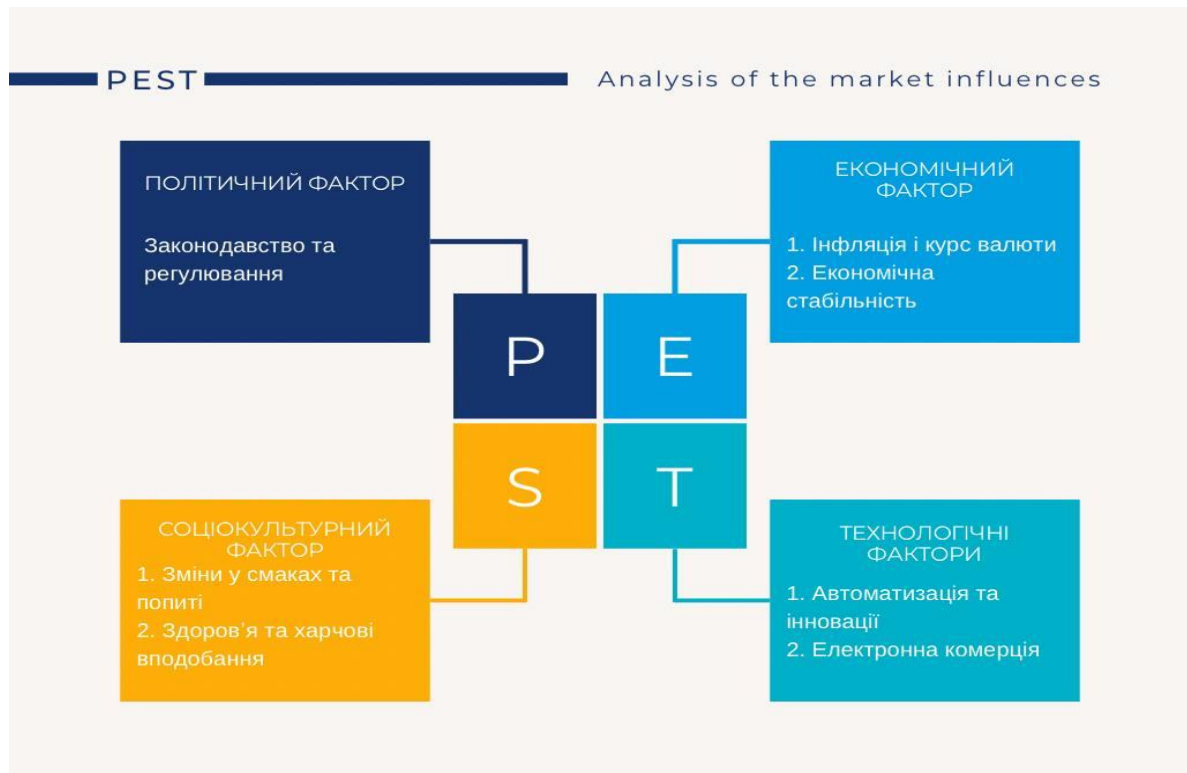 PEST
Analysis of the market influences
ПОЛІТИЧНИЙ ФАКТОР
Законодавство та
регулювання
ЕКОНОМІЧНИЙ
ФАКТОР
1. Інфляція і курс валюти
2. Економічна
стабільність
P
E
S
T
СОЦІОКУЛЬТУРНИЙ
ФАКТОР
1. Зміни у смаках та
попиті
2. Здоров’я та харчові
вподобання
ТЕХНОЛОГІЧНІ
ФАКТОРИ
1. Автоматизація та
інновації
2. Електронна комерція